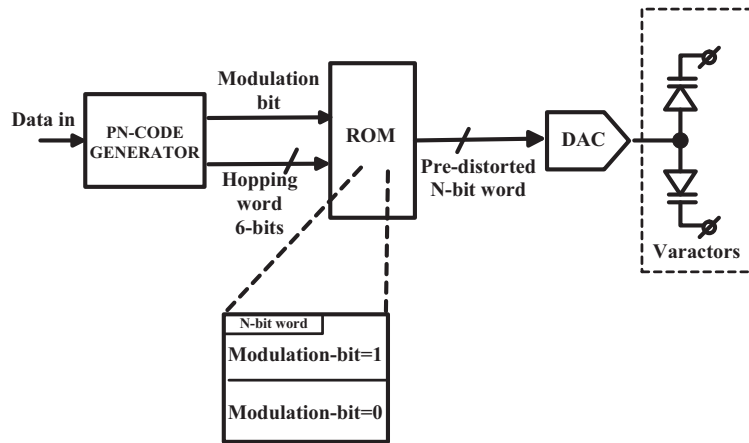 Data in
PN-CODE
GENERATOR
Modulation
bit
Hopping
word
6-bits
ROM
Pre-distorted
N-bit word
DAC
Varactors
N-bit word
Modulation-bit=1
Modulation-bit=0